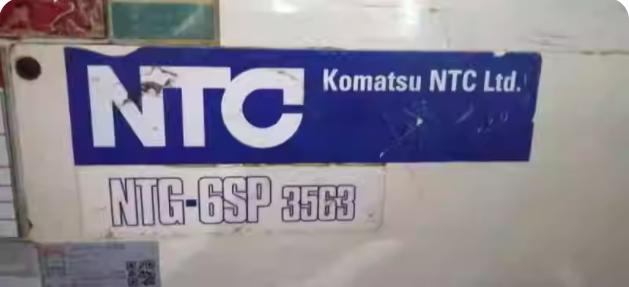 NTC
Komatsu NTC Ltd.
NTG-6SP 3563